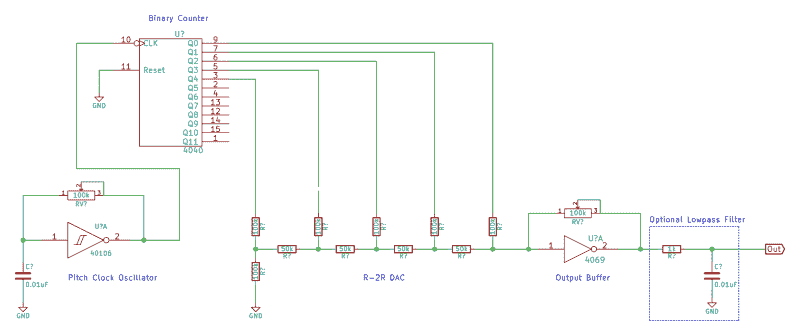 Binary Counter
U?
10 CLK Q0 9
Q1 7
Q2 6
11 Reset Q3 5
Q4 3
Q5 2
GND Q6 4
Q7 13
Q8 12
Q9 14
Q10 15
Q11 1
4040
1 100k 3
2
RV?
1 U?A 2
40106
C?
0.01uF
Pitch Clock Oscillator
GND
100k R?
100k R?
100k R?
100k R?
100k R?
50k
R?
50k
R?
50k
R?
50k
R?
100k R?
GND
R-2R DAC
1 100k 3
2
RV?
1 U?A 2
4069
Output Buffer
Optional Lowpass Filter
1k
R?
C?
0.01uF
GND
Out